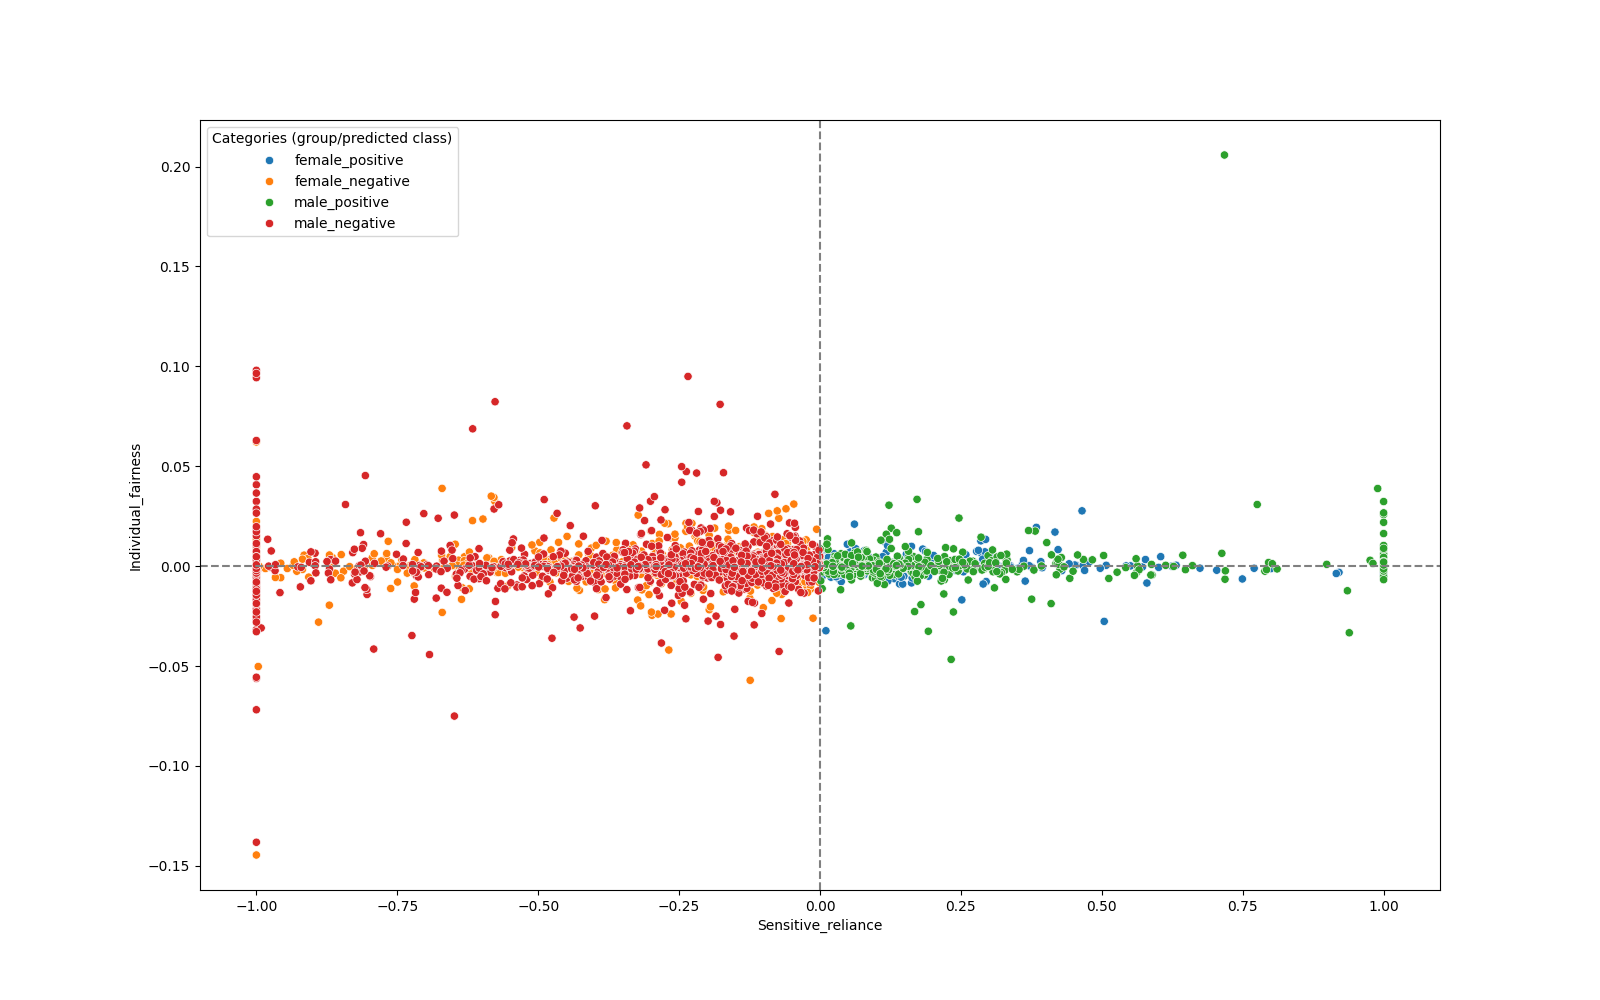 Categories (group/predicted class)
female_positive
female_negative
male_positive
male_negative
0.20
0.15
0.10
0.05
0.00
−0.05
−0.10
−0.15
Individual_fairness
−1.00 −0.75 −0.50 −0.25 0.00 0.25 0.50 0.75 1.00
Sensitive_reliance